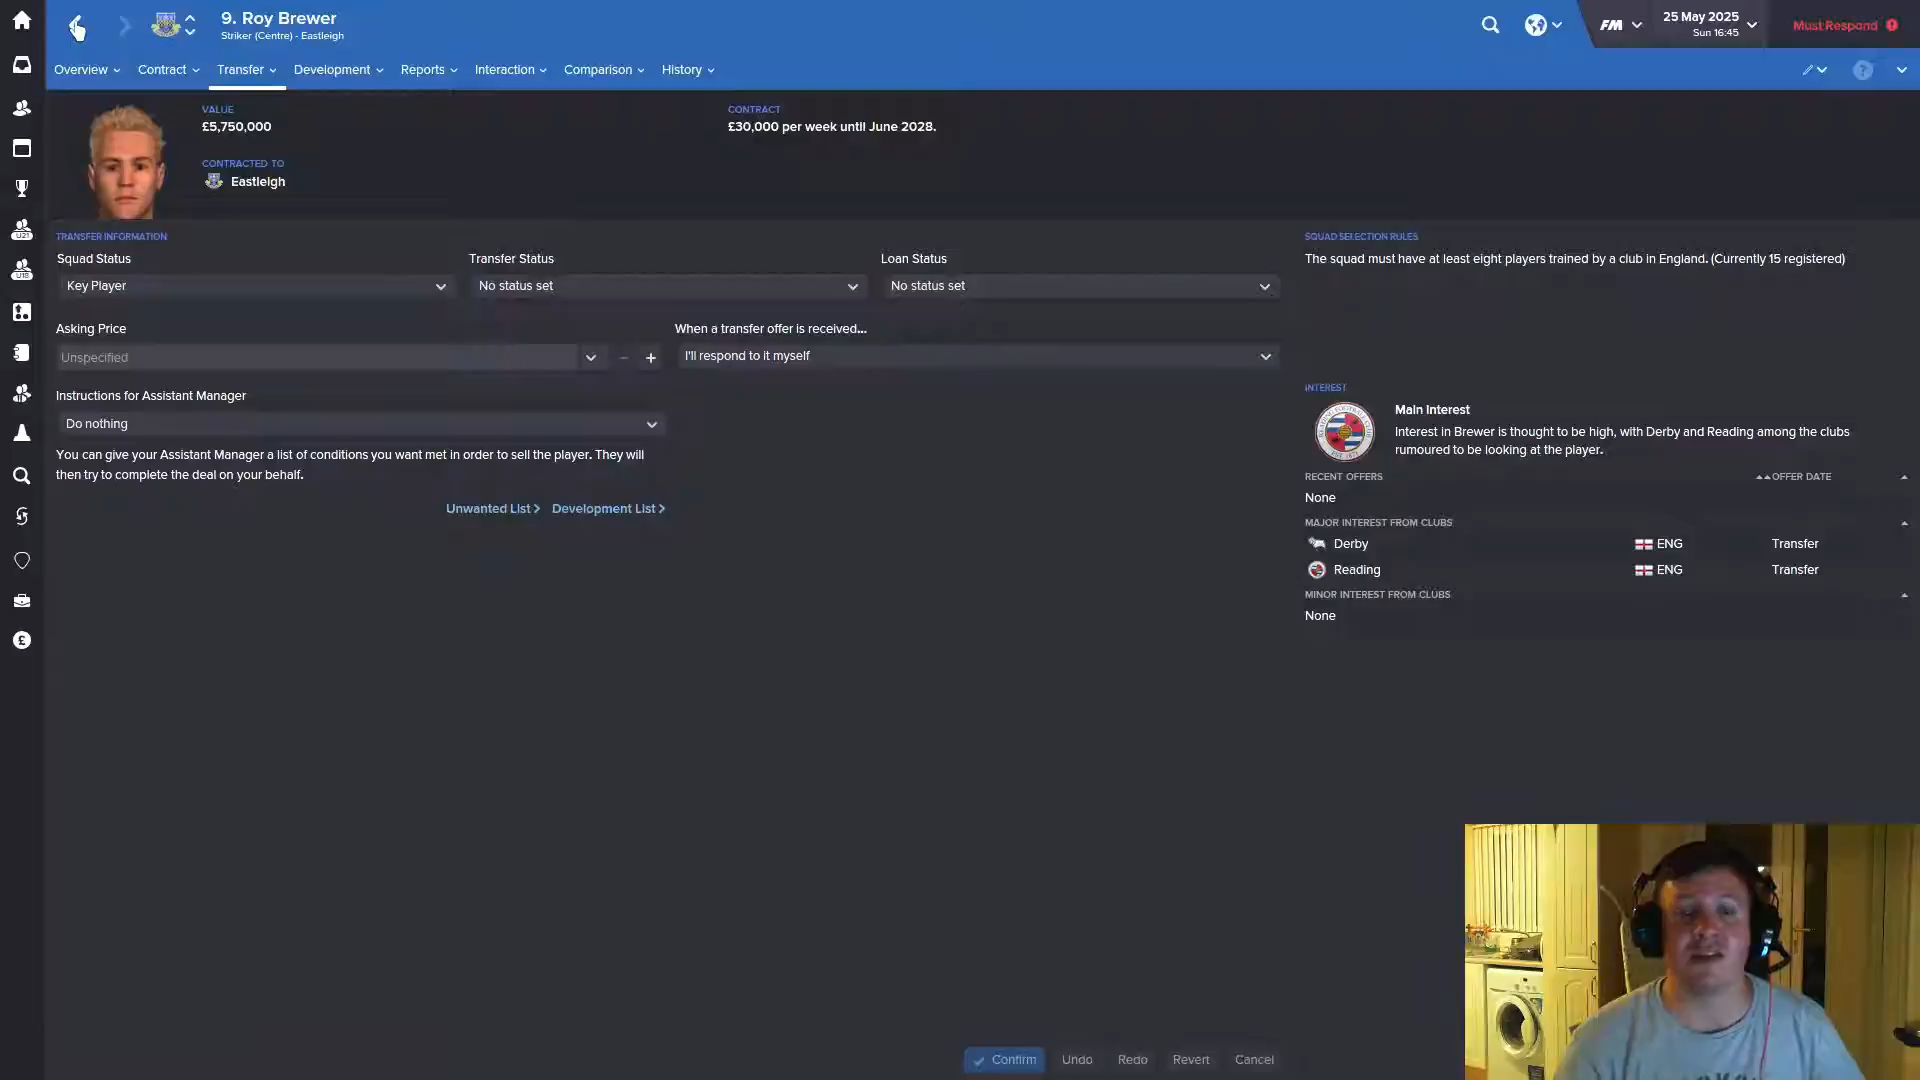 9. Roy Brewer
Striker (Centre) - Eastleigh
FM
25 May 2025
Sun 16:45
Must Respond
Overview
Contract
Transfer
Development
Reports
Interaction
Comparison
History
?
VALUE
£5,750,000
CONTRACT
£30,000 per week until June 2028.
CONTRACTED TO
Eastleigh
TRANSFER INFORMATION
Squad Status
Transfer Status
Loan Status
Key Player
No status set
No status set
Asking Price
When a transfer offer is received...
Unspecified
I'll respond to it myself
Instructions for Assistant Manager
Do nothing
You can give your Assistant Manager a list of conditions you want met in order to sell the player. They will
then try to complete the deal on your behalf.
Unwanted List >
Development List >
SQUAD SELECTION RULES
The squad must have at least eight players trained by a club in England. (Currently 15 registered)
INTEREST
Main Interest
Interest in Brewer is thought to be high, with Derby and Reading among the clubs
rumoured to be looking at the player.
RECENT OFFERS
OFFER DATE
None
MAJOR INTEREST FROM CLUBS
Derby ENG Transfer
Reading ENG Transfer
MINOR INTEREST FROM CLUBS
None
U21
U18
Confirm
Undo
Redo
Revert
Cancel